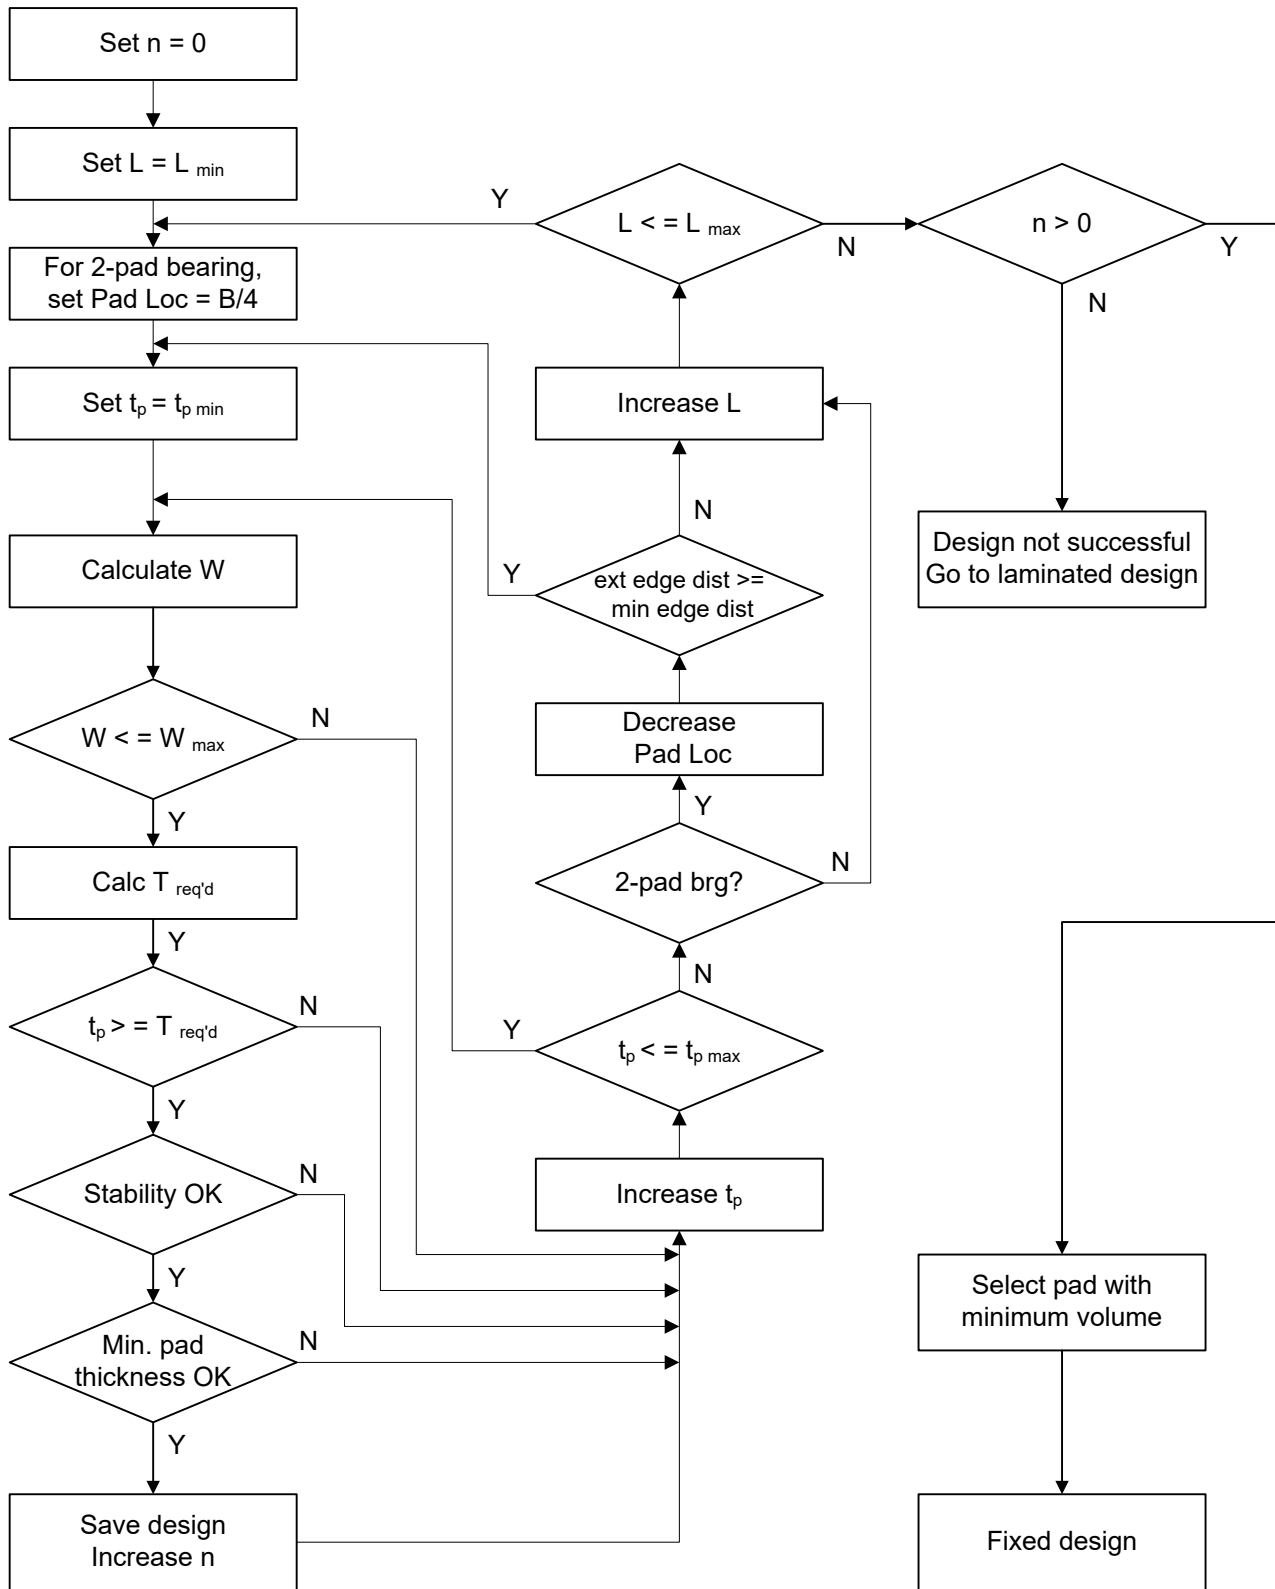 Set n = 0
Set L = L min
For 2-pad bearing,
set Pad Loc = B/4
Set tp = tp min
Calculate W
W < = W max
N
Y
Calc T req'd
Y
tp > = T req'd
N
Y
Stability OK
N
Y
Min. pad
thickness OK
N
Y
Save design
Increase n
Y
L < = L max
N
Increase L
N
ext edge dist >=
min edge dist
Y
Decrease
Pad Loc
Y
2-pad brg?
N
N
tp < = tp max
Y
Increase tp
n > 0
Y
N
Design not successful
Go to laminated design
Select pad with
minimum volume
Fixed design